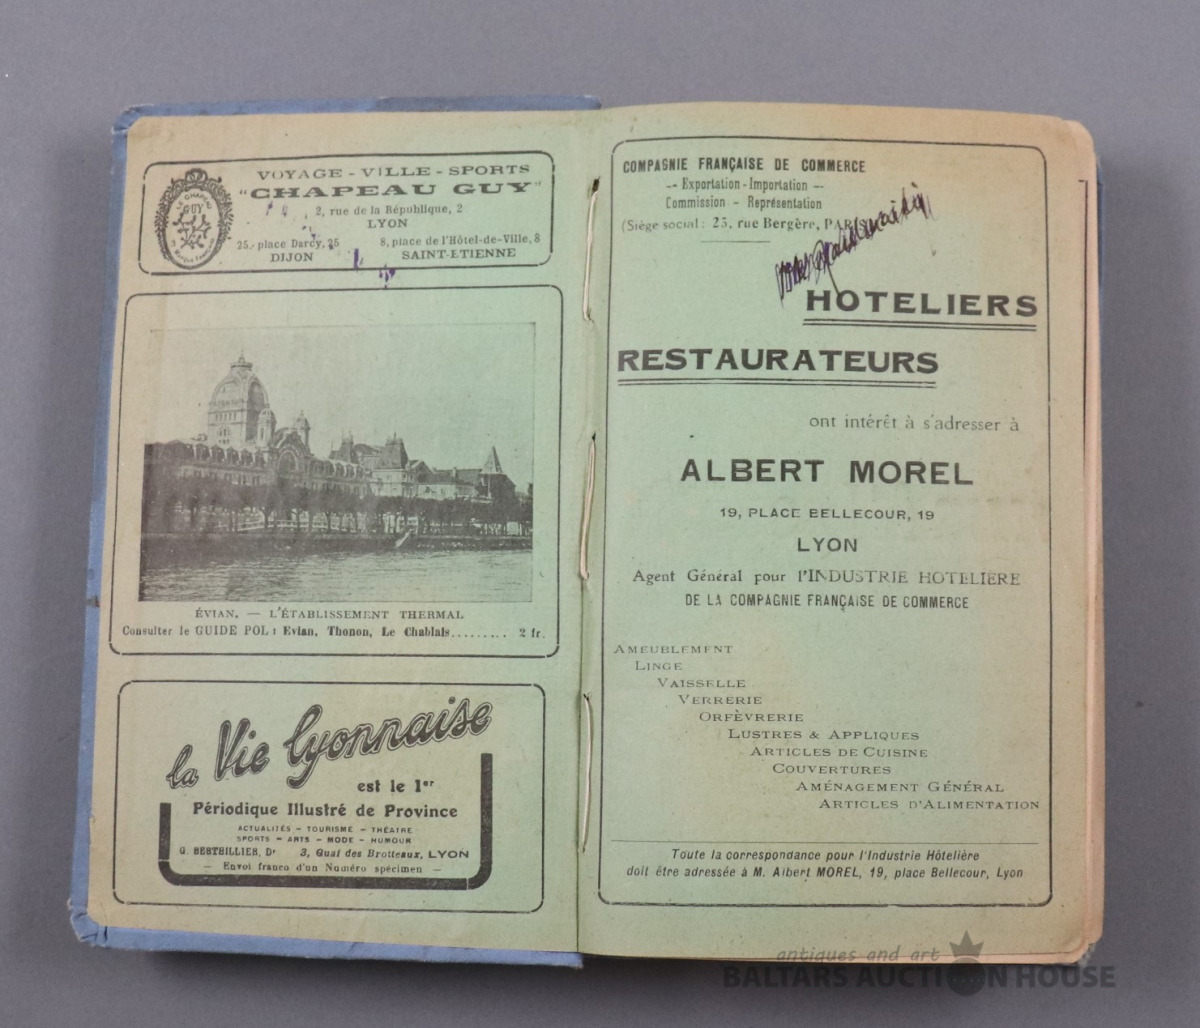 VOYAGE - VILLE - SPORTS
"CHAPEAU GUY"
2, rue de la République, 2
LYON
25, place Darcy, 25
DIJON
8, place de l'Hôtel-de-Ville, 8
SAINT-ETIENNE
LE CHAPEAU
GUY
ÉVIAN. — L'ÉTABLISSEMENT THERMAL
Consulter le GUIDE POL : Evian, Thonon, Le Chablais......... 2 fr.
la Vie lyonnaise
est le 1er
Périodique Illustré de Province
ACTUALITÉS - TOURISME - THÉATRE
SPORTS - ARTS - MODE - HUMOUR
G. BERTHILLIER, Dr 3, Quai des Brotteaux, LYON
— Envoi franco d'un Numéro spécimen —
COMPAGNIE FRANÇAISE DE COMMERCE
-- Exportation - Importation --
Commission - Représentation
(Siège social : 25, rue Bergère, PARIS
HOTELIERS
RESTAURATEURS
ont intérêt à s'adresser à
ALBERT MOREL
19, PLACE BELLECOUR, 19
LYON
Agent Général pour l'INDUSTRIE HOTELIÈRE
DE LA COMPAGNIE FRANÇAISE DE COMMERCE
AMEUBLEMENT
LINGE
VAISSELLE
VERRERIE
ORFÈVRERIE
LUSTRES & APPLIQUES
ARTICLES DE CUISINE
COUVERTURES
AMÉNAGEMENT GÉNÉRAL
ARTICLES D'ALIMENTATION
Toute la correspondance pour l'Industrie Hôtelière
doit être adressée à M. Albert MOREL, 19, place Bellecour, Lyon
antiques and art
BALTARS AUCTION HOUSE